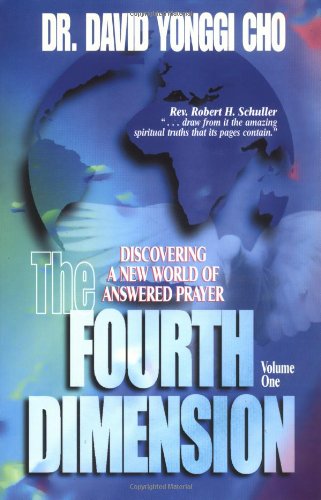 DR. DAVID YONGGI CHO
Rev. Robert H. Schuller
“ . . . draw from it the amazing
spiritual truths that its pages contain.”
DISCOVERING
A NEW WORLD OF
ANSWERED PRAYER
The
FOURTH
Volume
One
DIMENSION